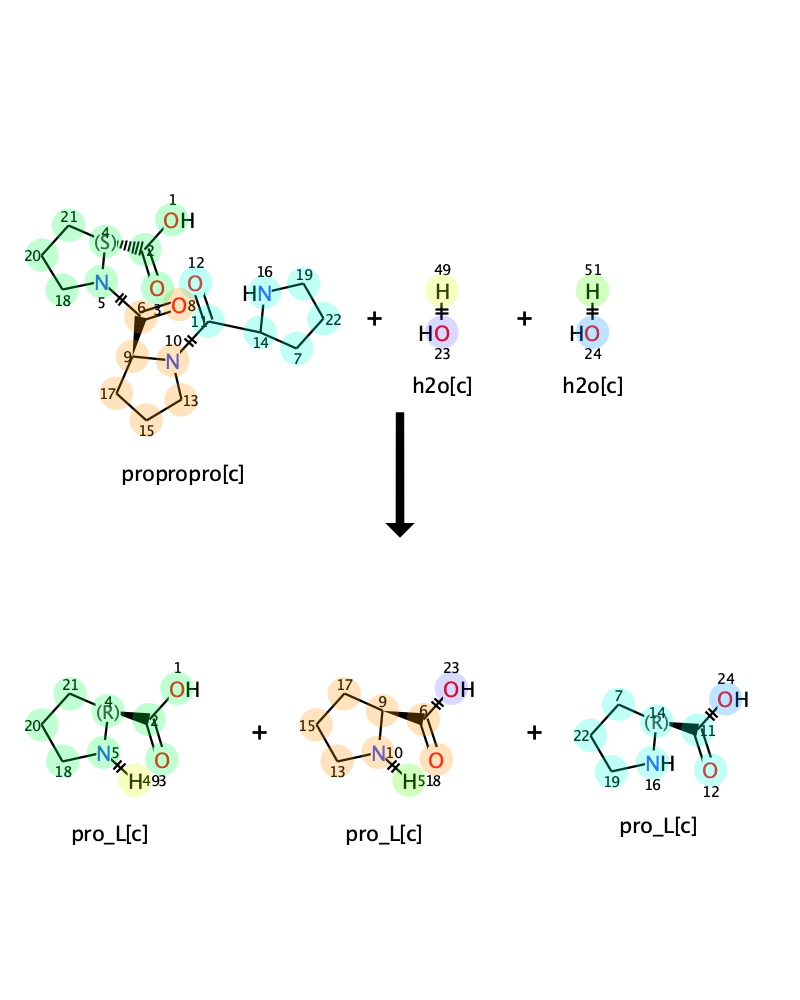 1
OH
21
4
(S)
2
20
O
N
3
18
5
6
O
8
12
O
16
HN
19
11
22
10
9
N
14
7
17
13
15
propropro[c]
+
49
H
HO
23
h2o[c]
+
51
H
HO
24
h2o[c]
1
OH
21
4
(R)
2
20
N
5
O
18
H
49
3
pro_L[c]
+
23
OH
17
9
6
15
N
10
O
13
H
51
8
pro_L[c]
+
24
OH
7
14
(R)
11
22
NH
O
19
16
12
pro_L[c]